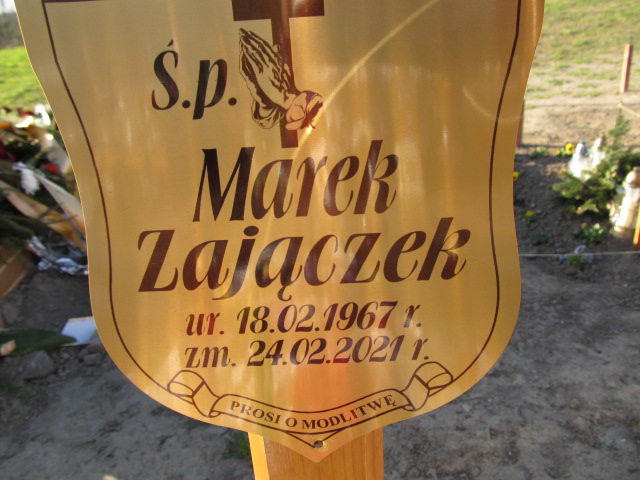 Ś.p.
Marek
Zajączek
ur. 18.02.1967 r.
zm. 24.02.2021 r.
PROSI O MODLITWĘ